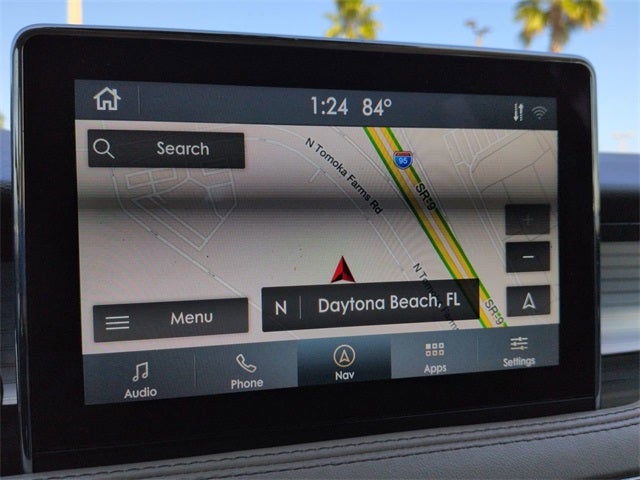 1:24 84°
Search
N Tomoka Farms Rd
95
SR-9
N Tomoka Farms
N Daytona Beach, FL
SR-9
Menu
Audio
Phone
Nav
Apps
Settings